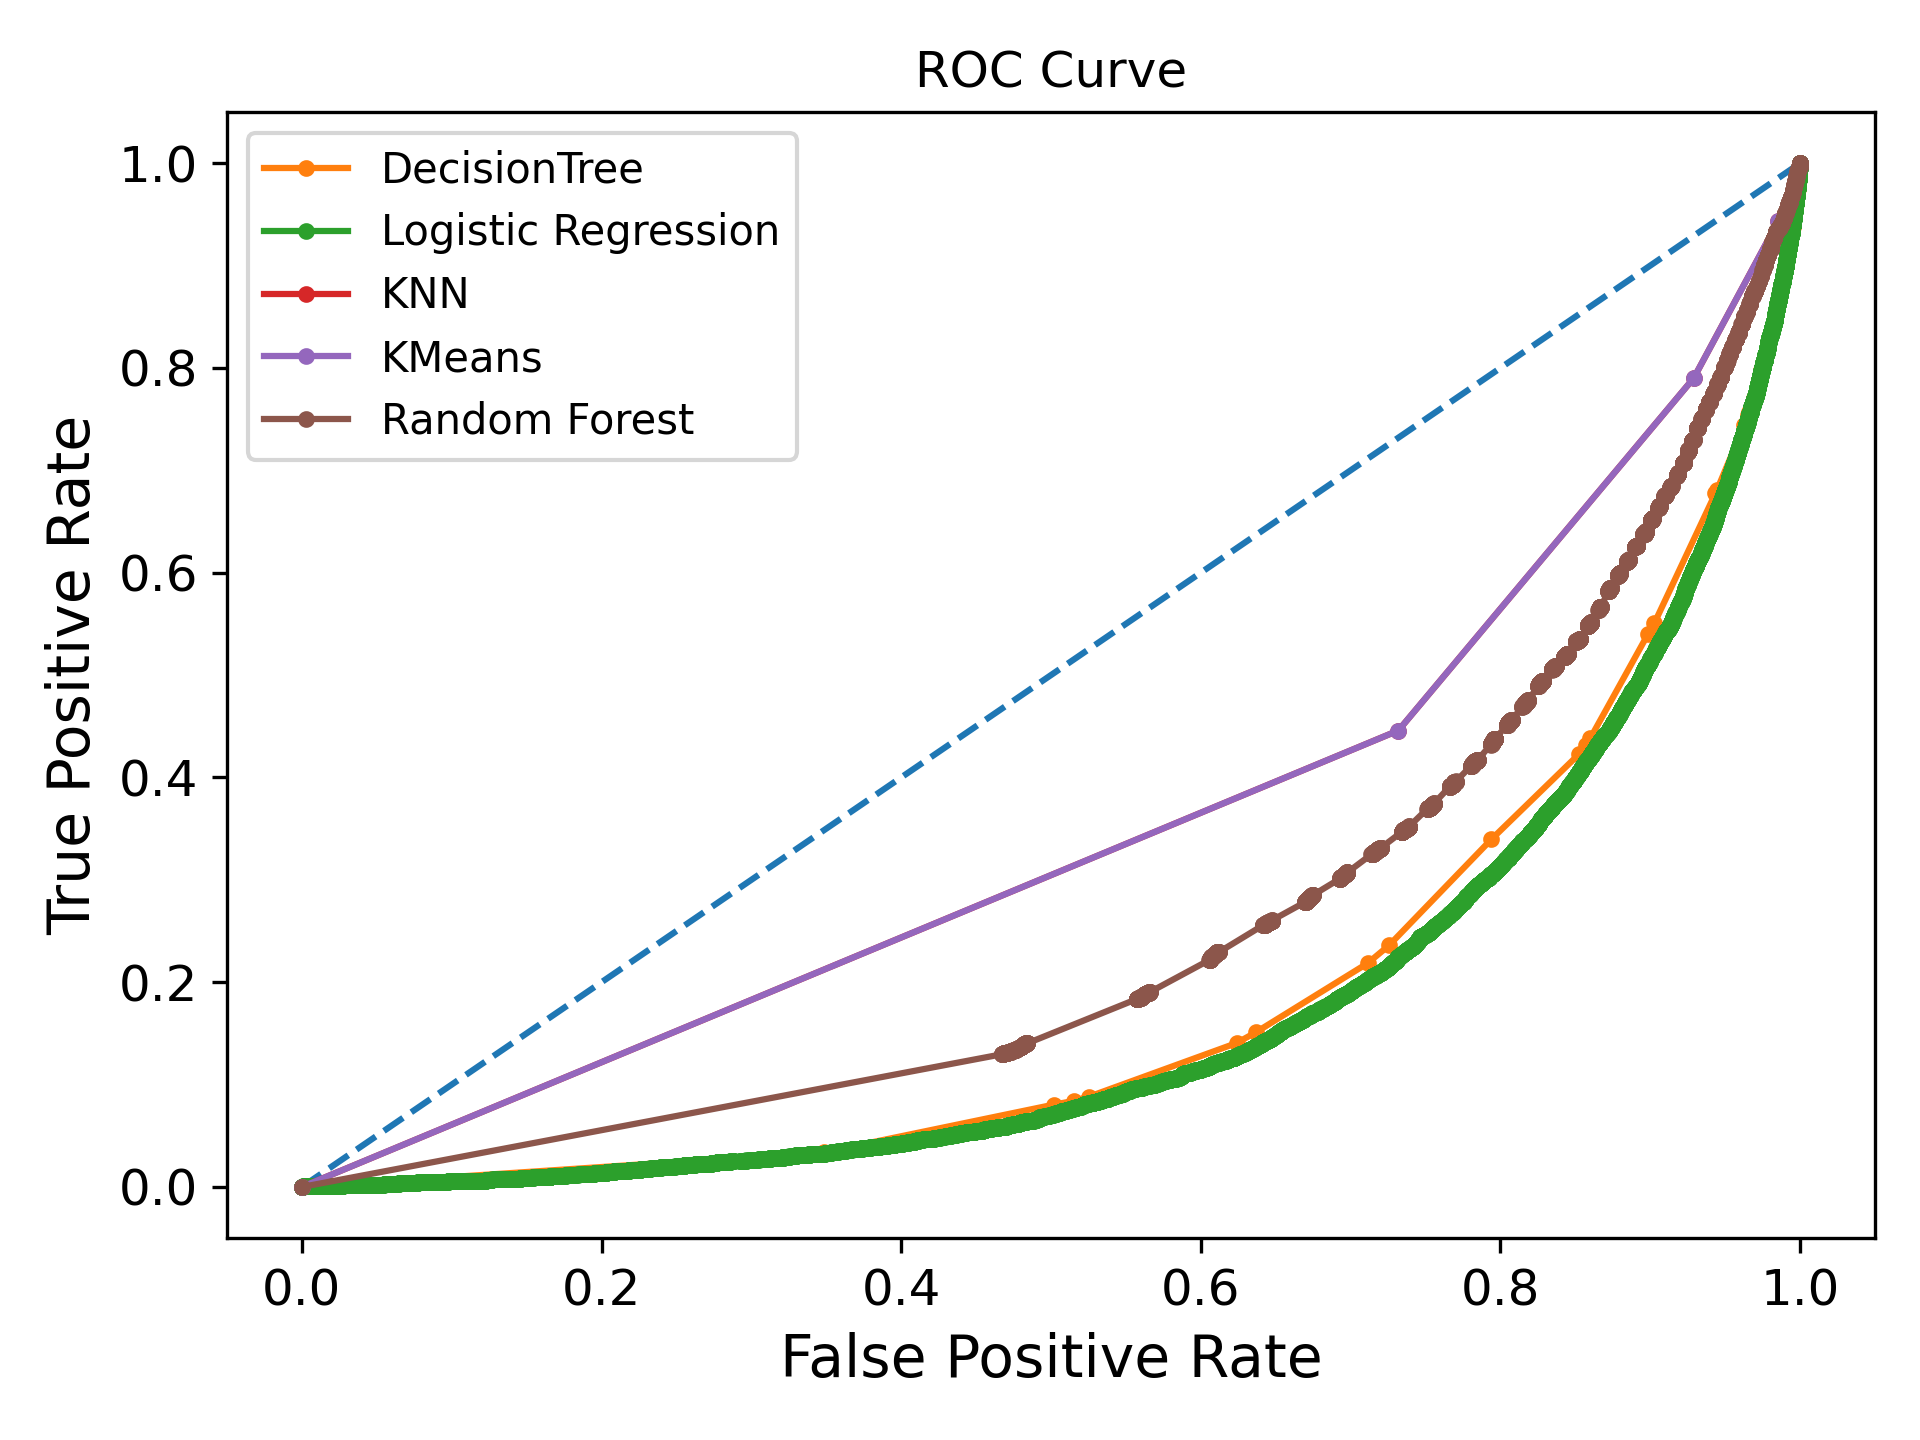 ROC Curve
DecisionTree
Logistic Regression
KNN
KMeans
Random Forest
True Positive Rate
1.0
0.8
0.6
0.4
0.2
0.0
0.0 0.2 0.4 0.6 0.8 1.0
False Positive Rate